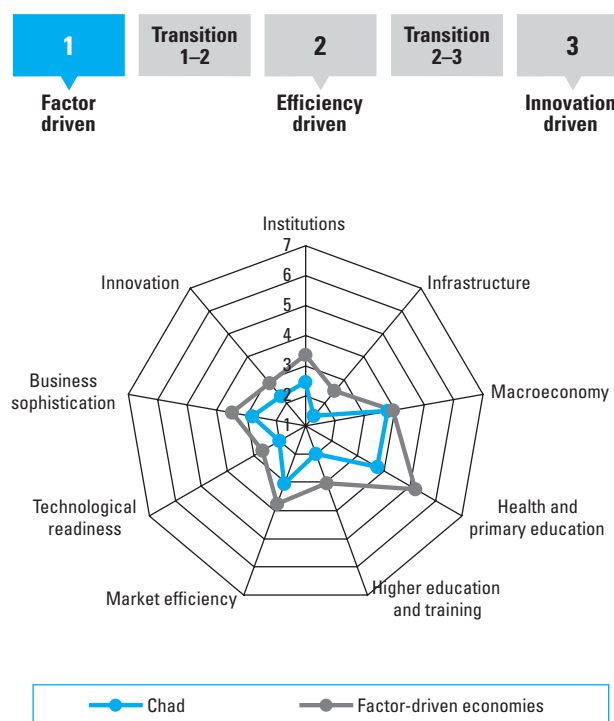 1
Transition
1–2
2
Transition
2–3
3
Factor
driven
Efficiency
driven
Innovation
driven
Institutions
7
6
5
4
3
2
1
Innovation
Infrastructure
Business
sophistication
Macroeconomy
Technological
readiness
Health and
primary education
Market efficiency
Higher education
and training
Chad
Factor-driven economies